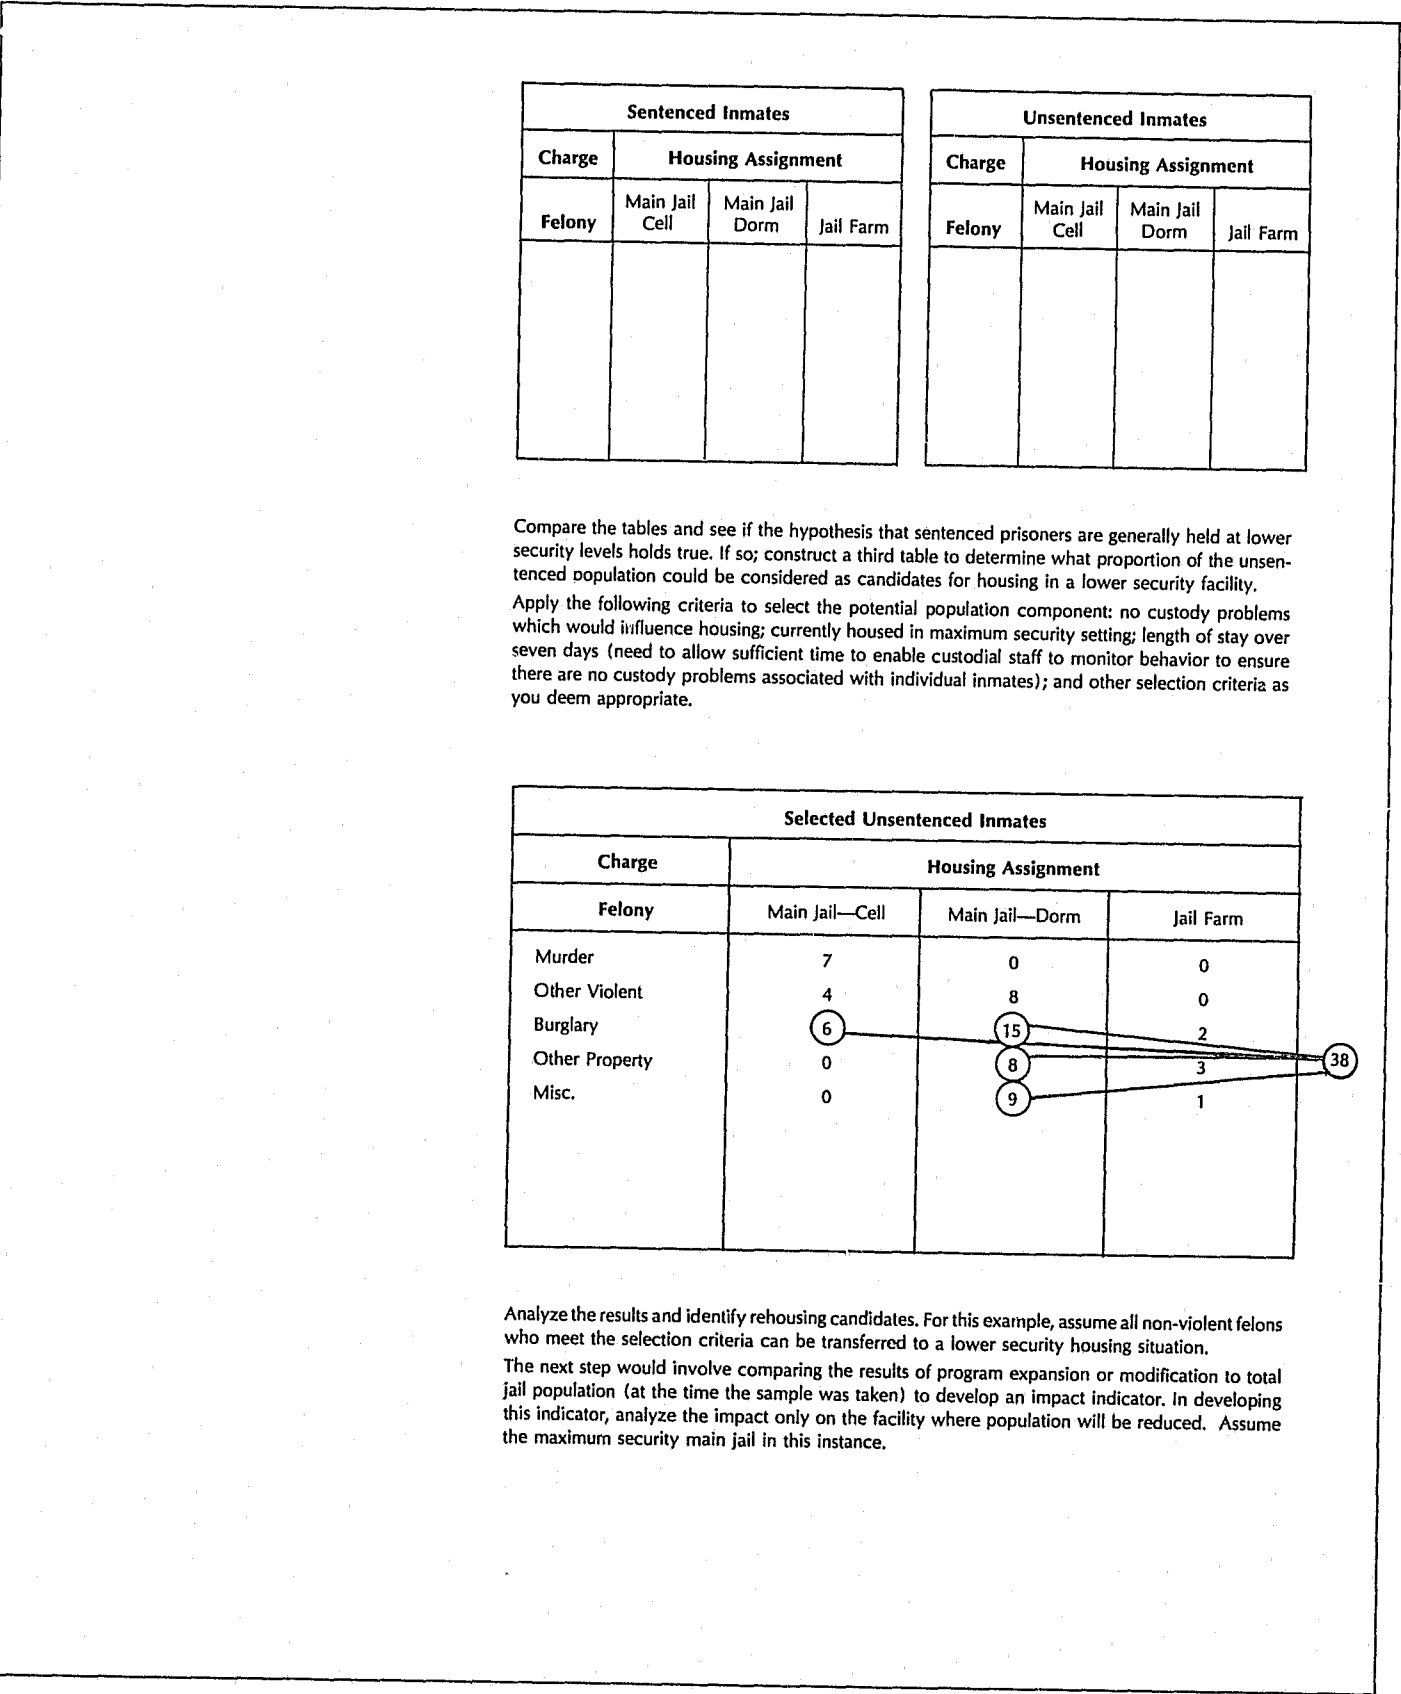 Sentenced Inmates
Charge Housing Assignment
Felony Main Jail Cell Main Jail Dorm Jail Farm
Unsentenced Inmates
Charge Housing Assignment
Felony Main Jail Cell Main Jail Dorm Jail Farm
Compare the tables and see if the hypothesis that sentenced prisoners are generally held at lower
security levels holds true. If so; construct a third table to determine what proportion of the unsen-
tenced population could be considered as candidates for housing in a lower security facility.
Apply the following criteria to select the potential population component: no custody problems
which would influence housing; currently housed in maximum security setting; length of stay over
seven days (need to allow sufficient time to enable custodial staff to monitor behavior to ensure
there are no custody problems associated with individual inmates); and other selection criteria as
you deem appropriate.
Selected Unsentenced Inmates
Charge Housing Assignment
Felony Main Jail—Cell Main Jail—Dorm Jail Farm
Murder 7 0 0
Other Violent 4 8 0
Burglary 6 15 2
Other Property 0 8 3 38
Misc. 0 9 1
Analyze the results and identify rehousing candidates. For this example, assume all non-violent felons
who meet the selection criteria can be transferred to a lower security housing situation.
The next step would involve comparing the results of program expansion or modification to total
jail population (at the time the sample was taken) to develop an impact indicator. In developing
this indicator, analyze the impact only on the facility where population will be reduced. Assume
the maximum security main jail in this instance.